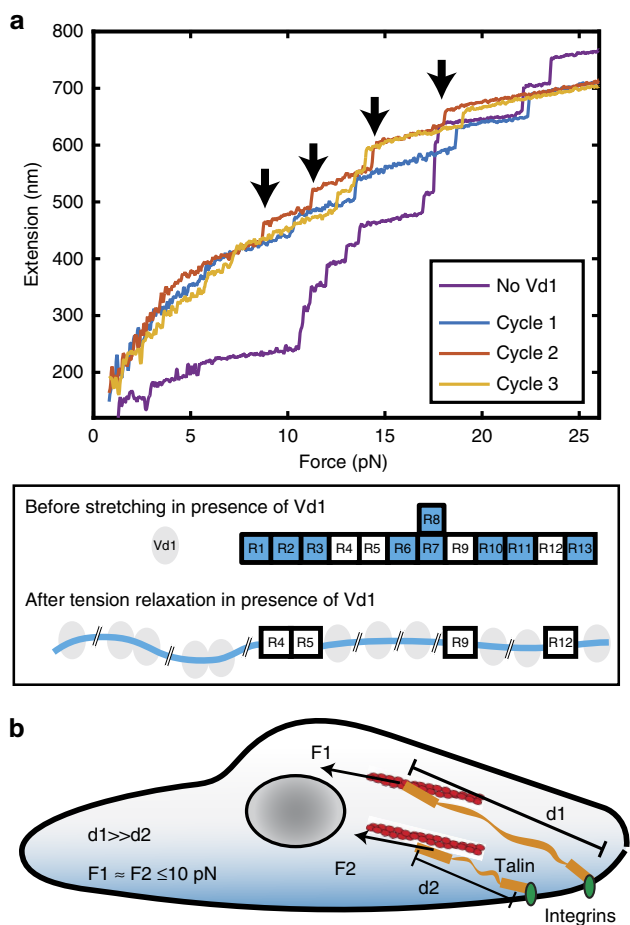 a
800
700
600
500
400
300
200
Extension (nm)
0
5
10
15
20
25
Force (pN)
No Vd1
Cycle 1
Cycle 2
Cycle 3
Before stretching in presence of Vd1
Vd1
R8
R1 R2 R3 R4 R5 R6 R7 R9 R10 R11 R12 R13
After tension relaxation in presence of Vd1
R4 R5 R9 R12
b
F1
d1
d1>>d2
F1 ≈ F2 ≤10 pN
F2
Talin
d2
Integrins